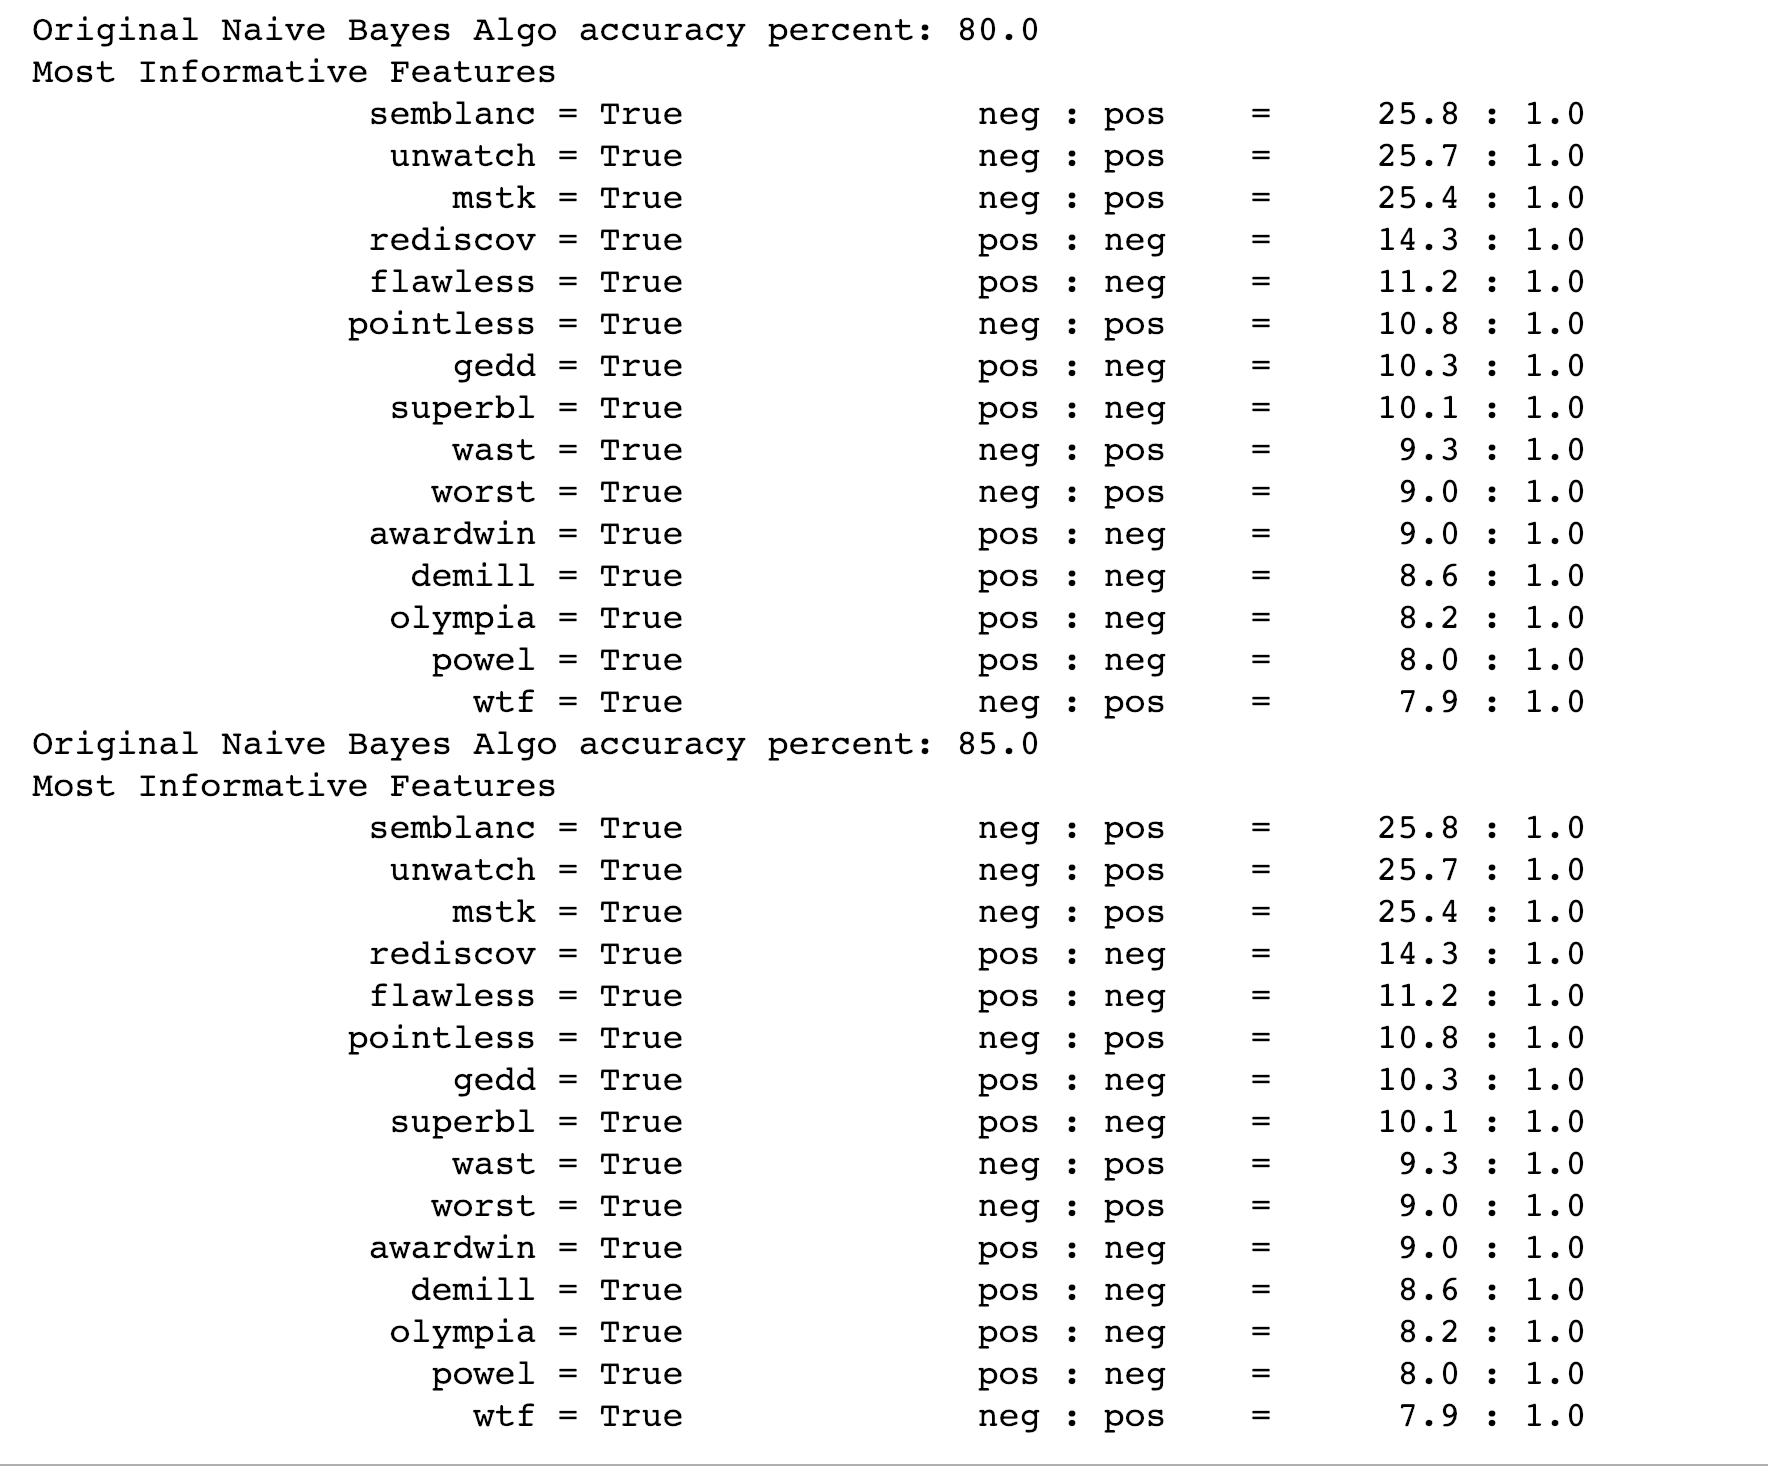 Original Naive Bayes Algo accuracy percent: 80.0
Most Informative Features
semblanc = True neg : pos = 25.8 : 1.0
unwatch = True neg : pos = 25.7 : 1.0
mstk = True neg : pos = 25.4 : 1.0
rediscov = True pos : neg = 14.3 : 1.0
flawless = True pos : neg = 11.2 : 1.0
pointless = True neg : pos = 10.8 : 1.0
gedd = True pos : neg = 10.3 : 1.0
superbl = True pos : neg = 10.1 : 1.0
wast = True neg : pos = 9.3 : 1.0
worst = True neg : pos = 9.0 : 1.0
awardwin = True pos : neg = 9.0 : 1.0
demill = True pos : neg = 8.6 : 1.0
olympia = True pos : neg = 8.2 : 1.0
powel = True pos : neg = 8.0 : 1.0
wtf = True neg : pos = 7.9 : 1.0
Original Naive Bayes Algo accuracy percent: 85.0
Most Informative Features
semblanc = True neg : pos = 25.8 : 1.0
unwatch = True neg : pos = 25.7 : 1.0
mstk = True neg : pos = 25.4 : 1.0
rediscov = True pos : neg = 14.3 : 1.0
flawless = True pos : neg = 11.2 : 1.0
pointless = True neg : pos = 10.8 : 1.0
gedd = True pos : neg = 10.3 : 1.0
superbl = True pos : neg = 10.1 : 1.0
wast = True neg : pos = 9.3 : 1.0
worst = True neg : pos = 9.0 : 1.0
awardwin = True pos : neg = 9.0 : 1.0
demill = True pos : neg = 8.6 : 1.0
olympia = True pos : neg = 8.2 : 1.0
powel = True pos : neg = 8.0 : 1.0
wtf = True neg : pos = 7.9 : 1.0